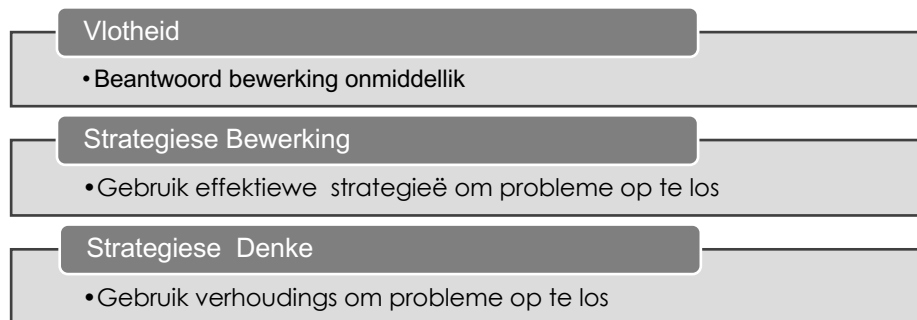 Vlotheid
•Beantwoord bewerking onmiddellik
Strategiese Bewerking
•Gebruik effektiewe strategieë om probleme op te los
Strategiese Denke
•Gebruik verhoudings om probleme op te los